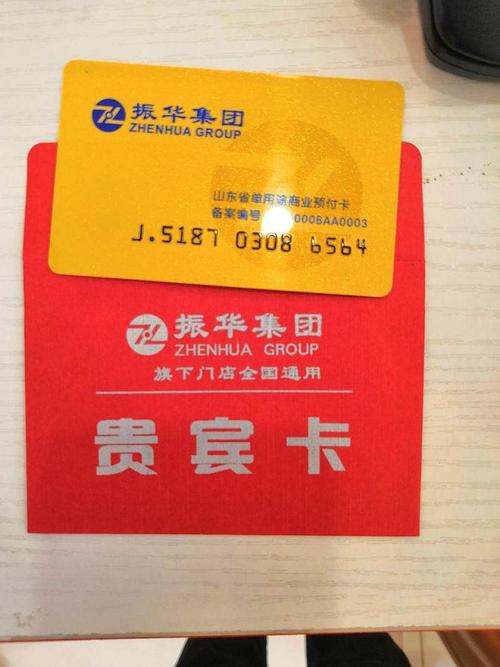 振华集团
ZHENHUA GROUP
山东省单用途商业预付卡
备案编号 000BAA0003
J.5187 0308 6564
振华集团
ZHENHUA GROUP
旗下门店全国通用
贵宾卡